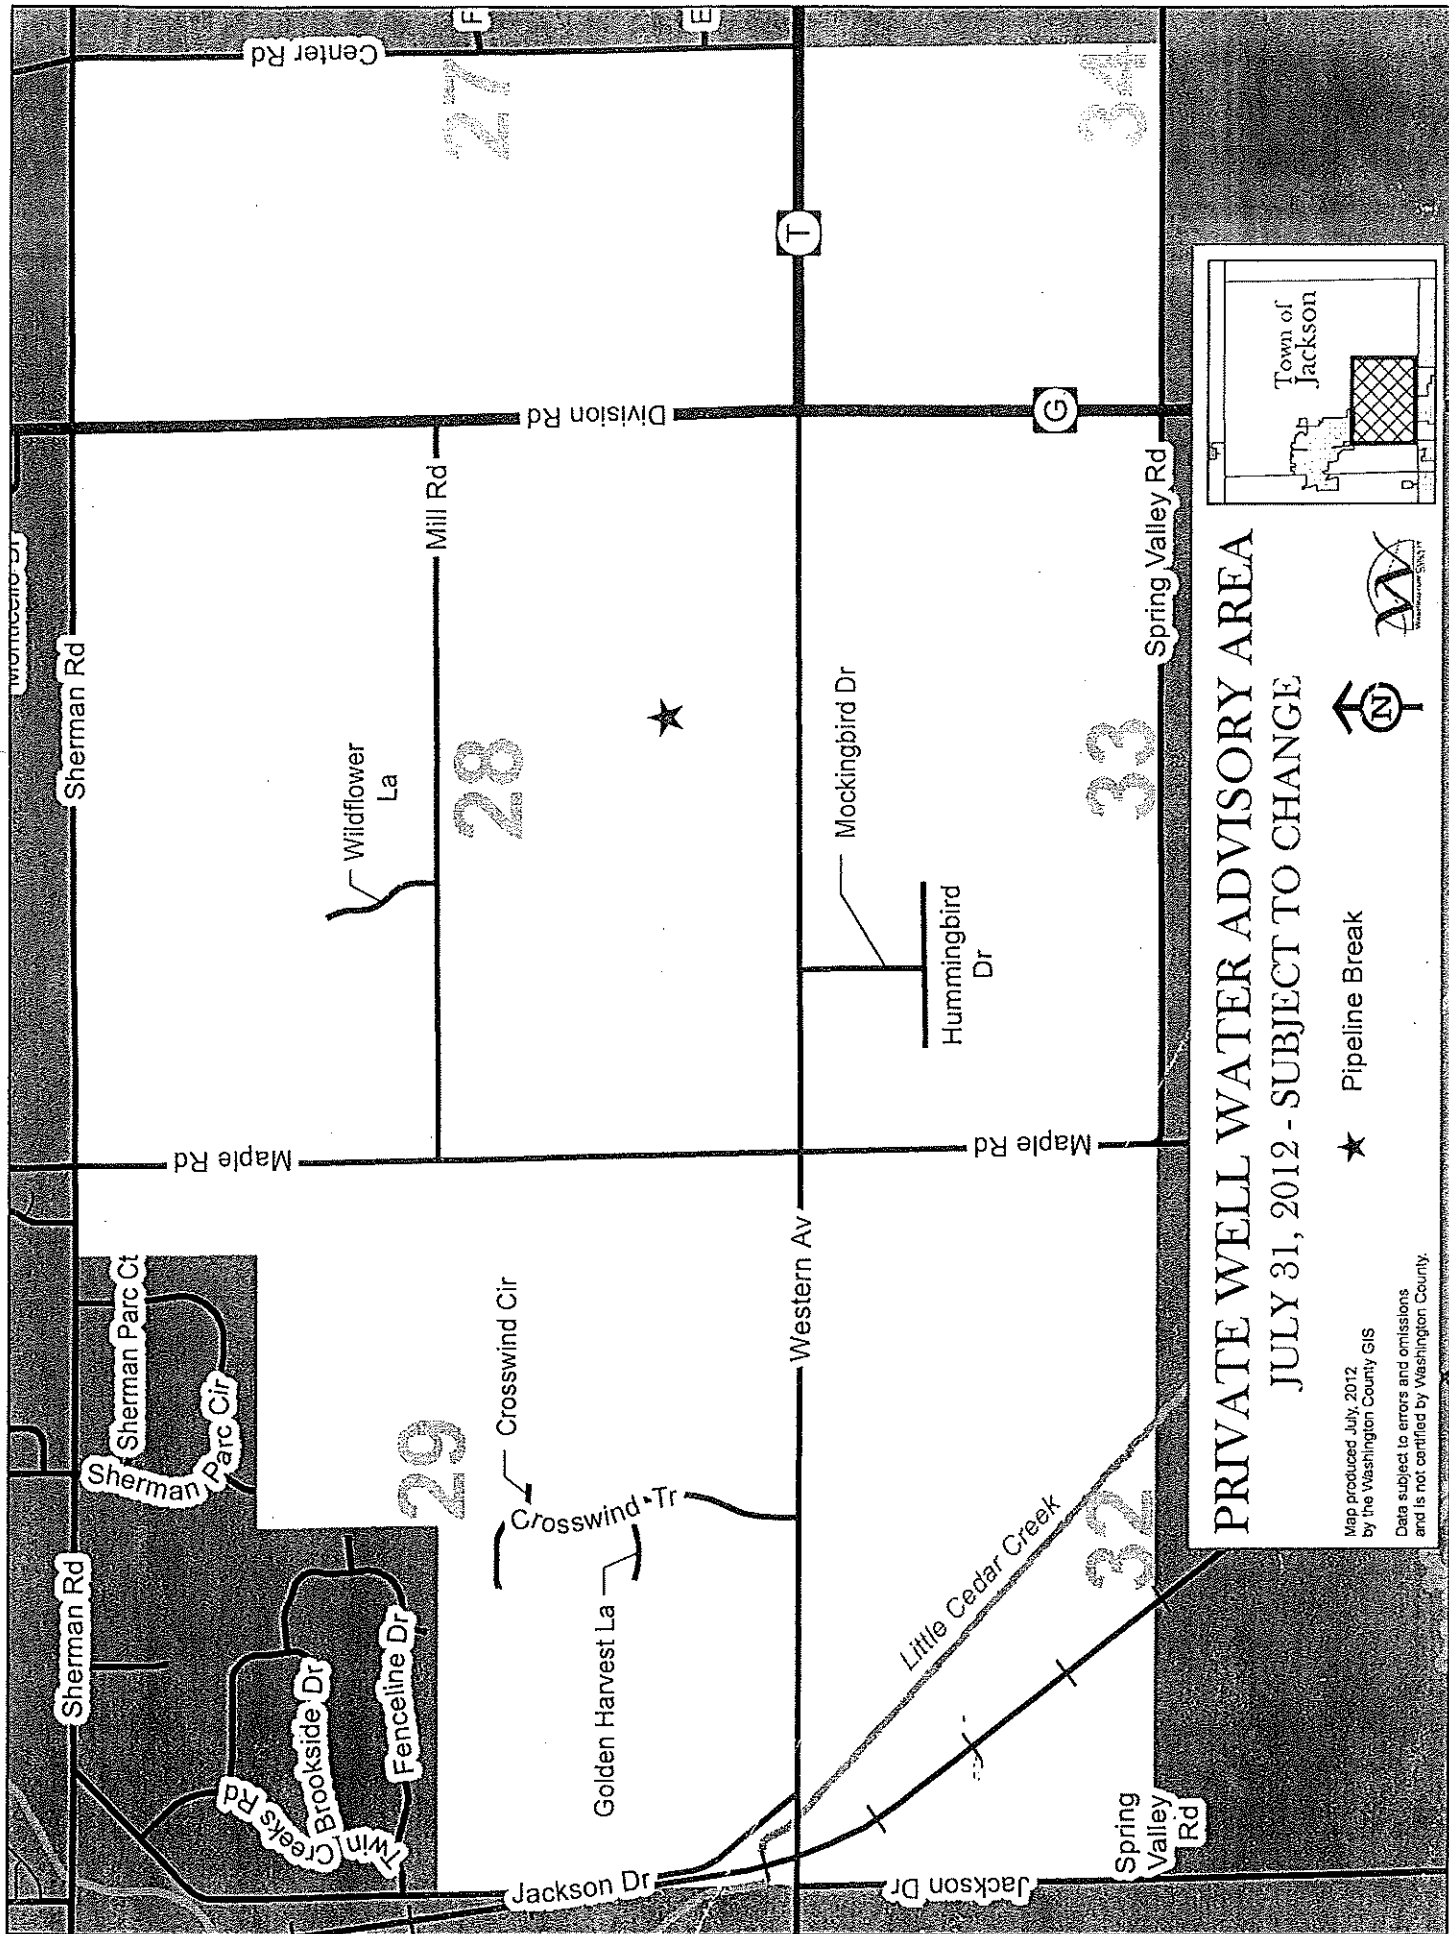 Sherman Rd
Sherman Rd
Center Rd
F
E
27
34
T
G
Division Rd
Mill Rd
Wildflower
La
28
Mockingbird Dr
Hummingbird
Dr
33
Spring Valley Rd
Maple Rd
Maple Rd
Sherman Parc Ct
Sherman Parc Cir
29
Crosswind Cir
Crosswind Tr
Golden Harvest La
Western Av
Brookside Dr
Fenceline Dr
Twin Creeks Rd
Jackson Dr
Jackson Dr
Little Cedar Creek
32
Spring
Valley
Rd
PRIVATE WELL WATER ADVISORY AREA
JULY 31, 2012 - SUBJECT TO CHANGE
Pipeline Break
N
Map produced July, 2012
by the Washington County GIS
Data subject to errors and omissions
and is not certified by Washington County.
Town of
Jackson